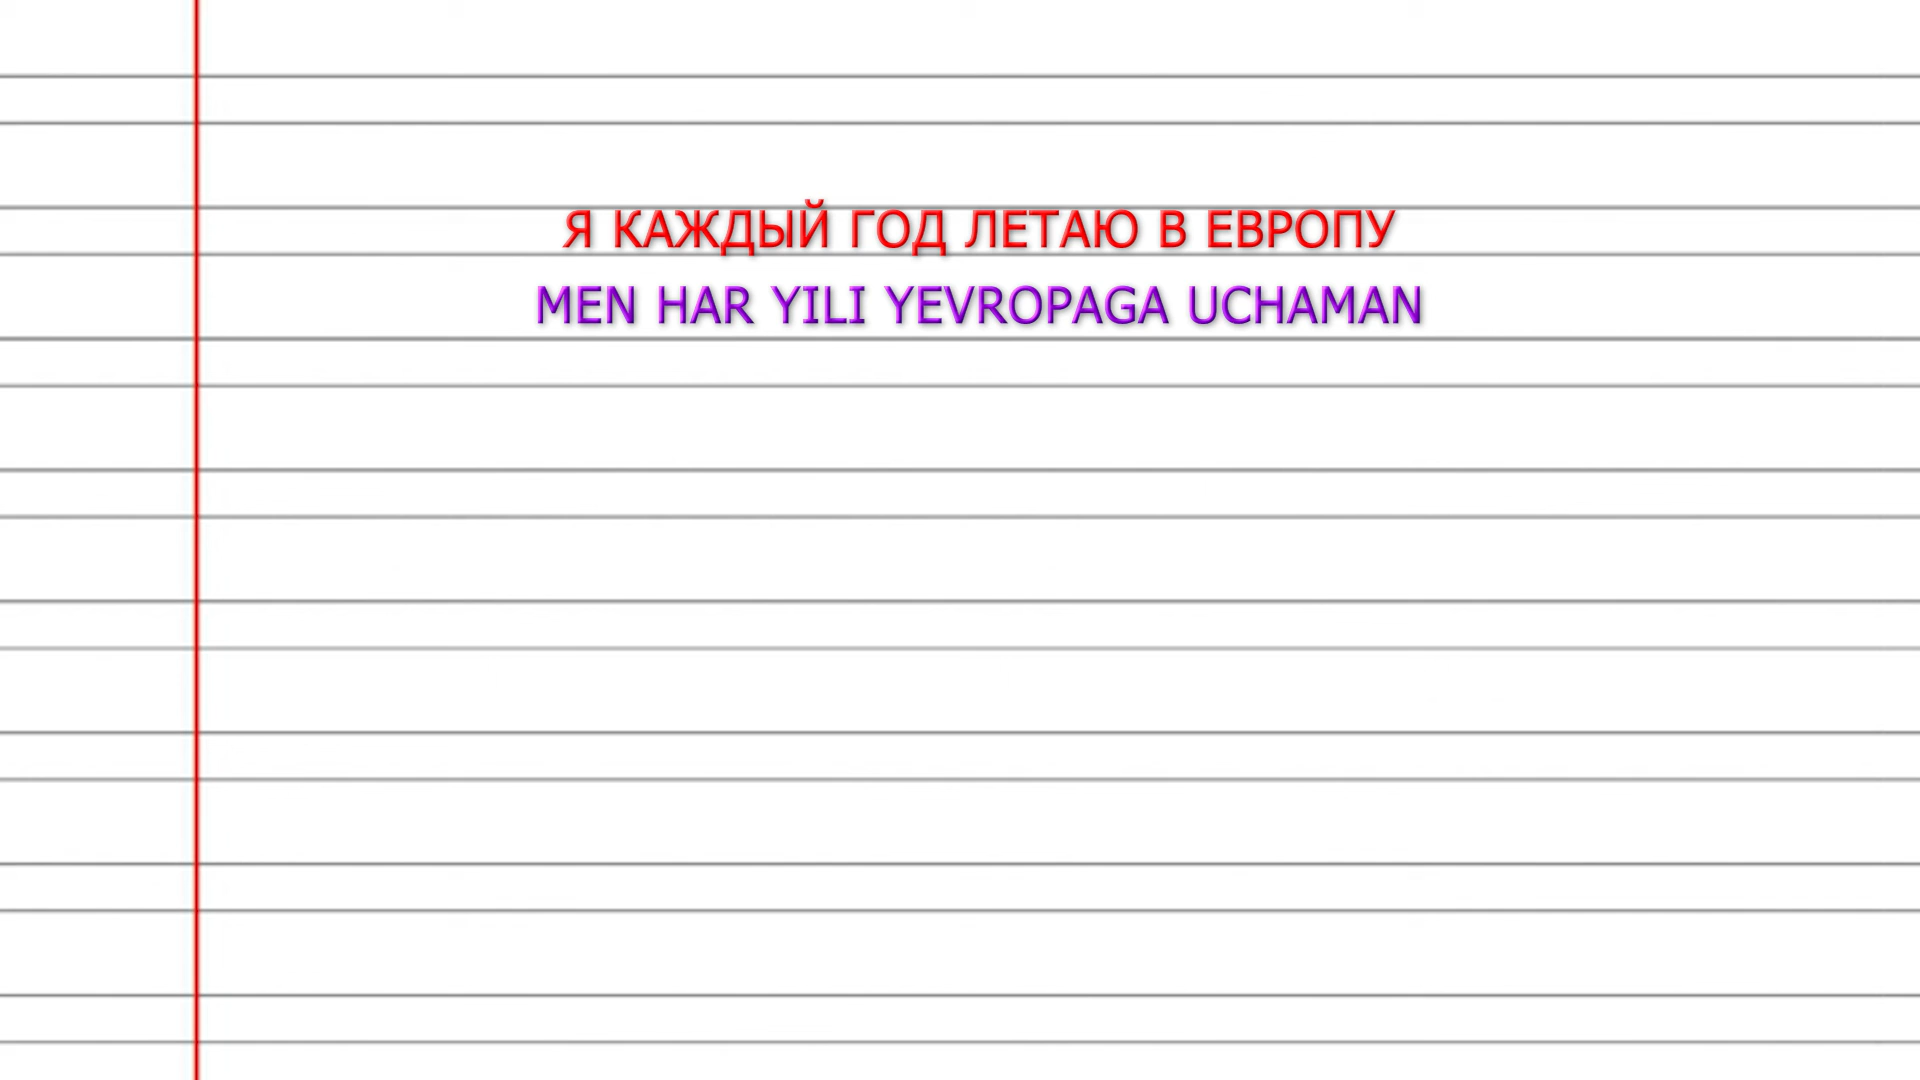 Я КАЖДЫЙ ГОД ЛЕТАЮ В ЕВРОПУ
MEN HAR YILI YEVROPAGA UCHAMAN